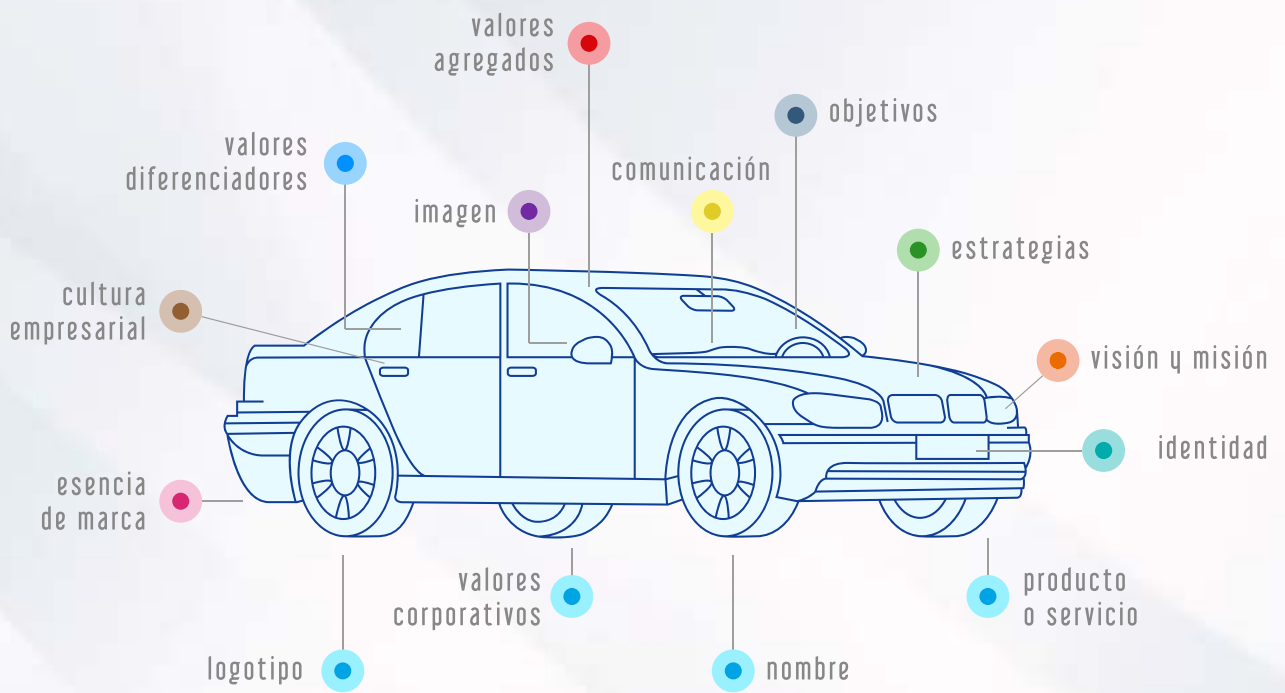 valores
agregados
objetivos
valores
diferenciadores
comunicación
imagen
estrategias
cultura
empresarial
visión y misión
identidad
esencia
de marca
valores
corporativos
producto
o servicio
logotipo
nombre